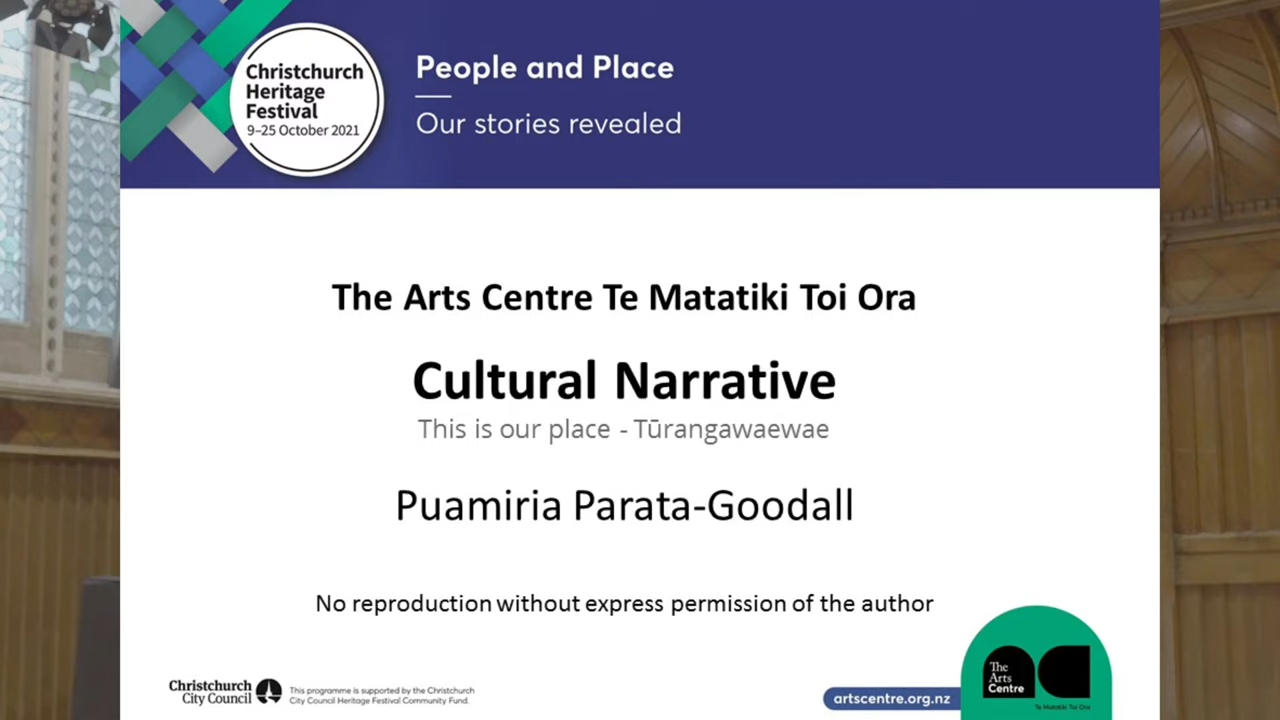 Christchurch
Heritage
Festival
9–25 October 2021
People and Place
Our stories revealed
The Arts Centre Te Matatiki Toi Ora
Cultural Narrative
This is our place - Tūrangawaewae
Puamiria Parata-Goodall
No reproduction without express permission of the author
Christchurch
City Council
This programme is supported by the Christchurch
City Council Heritage Festival Community Fund.
artscentre.org.nz
The
Arts
Centre
Te Matatiki Toi Ora